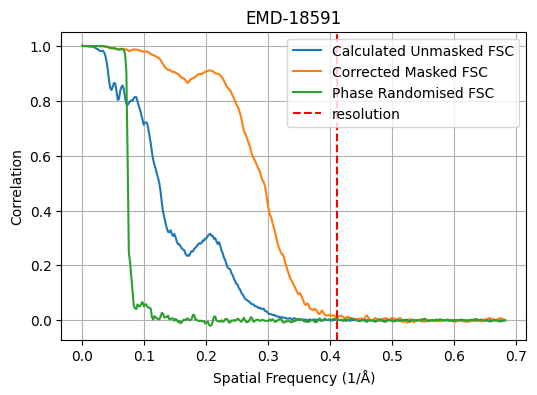 EMD-18591
Calculated Unmasked FSC
Corrected Masked FSC
Phase Randomised FSC
resolution
Correlation
1.0
0.8
0.6
0.4
0.2
0.0
0.0 0.1 0.2 0.3 0.4 0.5 0.6 0.7
Spatial Frequency (1/Å)